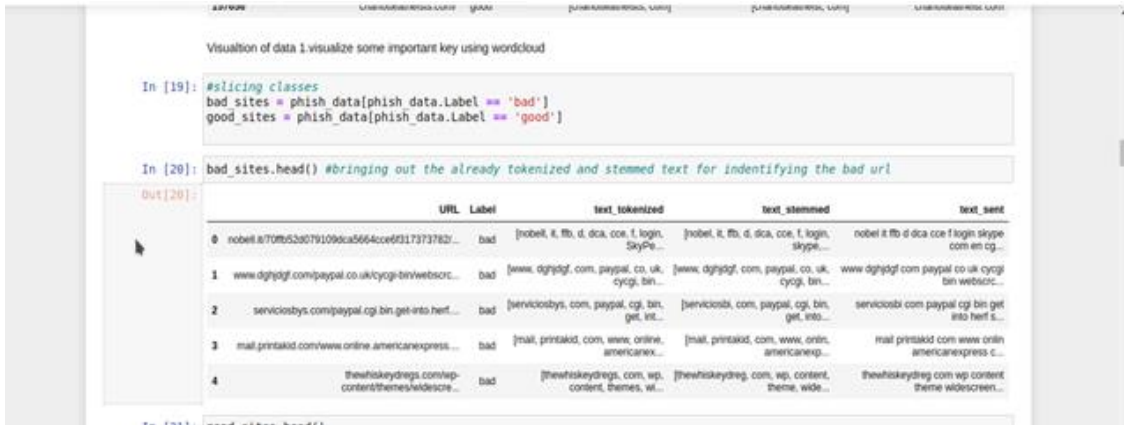 good
Visualtion of data 1.visualize some important key using wordcloud
In [19]: #slicing classes
bad_sites = phish_data[phish_data.Label == 'bad']
good_sites = phish_data[phish_data.Label == 'good']
In [20]: bad_sites.head() #bringing out the already tokenized and stemmed text for indentifying the bad url
Out[20]:
URL Label text_tokenized text_stemmed text_sent
0 bad [nobell, it, ffb, d, dca, cce, f, login, [nobel, it, ffb, d, dca, cce, f, login, nobel it ffb d dca cce f login skype
SkyPe... skype,... com en cg...
1 www.dghjdgf.com/paypal.co.uk/cycgi-bin/webscrc... bad [www, dghjdgf, com, paypal, co, uk, [www, dghjdgf, com, paypal, co, uk, www dghjdgf com paypal co uk cycgi
cycgi, bin... cycgi, bin... bin webscrc...
2 serviciosbys.com/paypal.cgi.bin.get-into.herf... bad [serviciosbys, com, paypal, cgi, bin, [serviciosbi, com, paypal, cgi, bin, serviciosbi com paypal cgi bin get
get, int... get, into... into herf s...
3 mail.printakid.com/www.online.americanexpress.... bad [mail, printakid, com, www, online, [mail, printakid, com, www, onlin, mail printakid com www onlin
americanex... americanexp... americanexpress c...
4 thewhiskeydregs.com/wp- bad [thewhiskeydregs, com, wp, [thewhiskeydreg, com, wp, content, thewhiskeydreg com wp content
content/themes/widescre... content, themes, wi... theme, wide... theme widescreen...